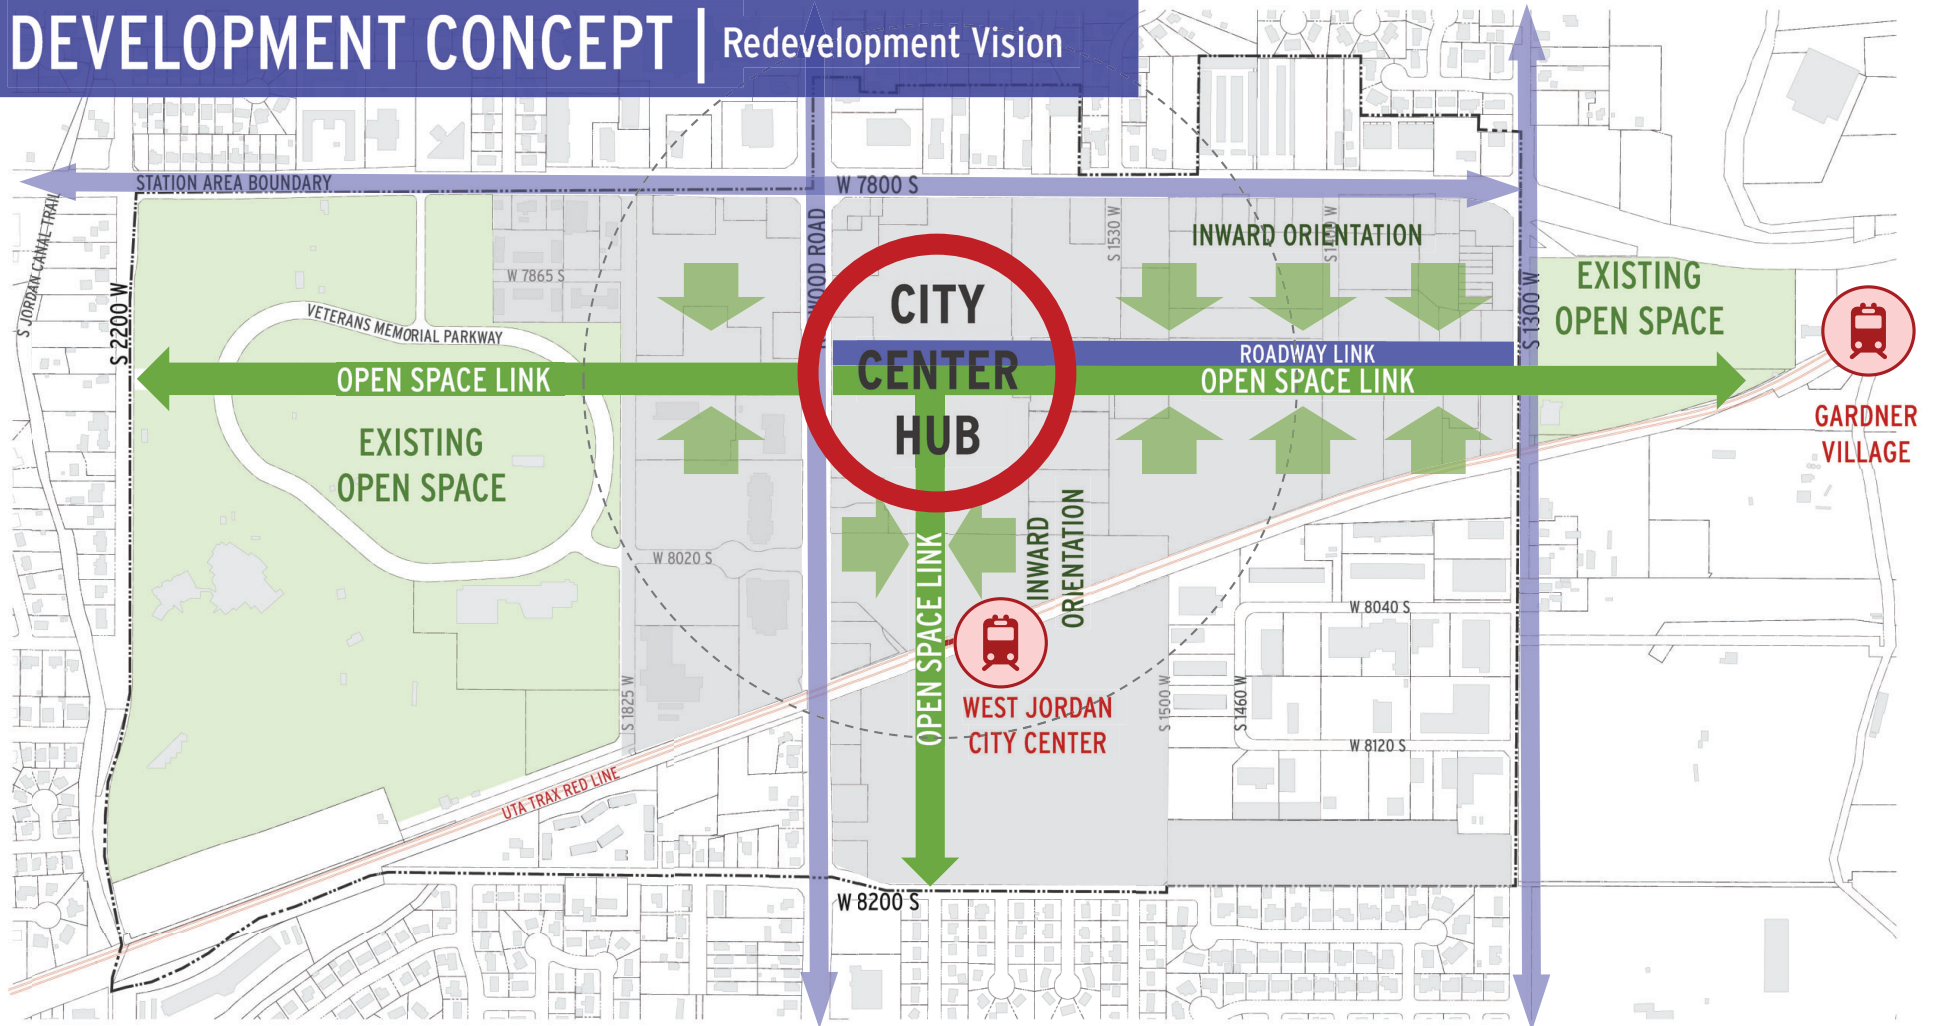 DEVELOPMENT CONCEPT | Redevelopment Vision
STATION AREA BOUNDARY
W 7800 S
S JORDAN CANAL TRAIL
S 2200 W
WOOD ROAD
S 1530 W
INWARD ORIENTATION
S 1300 W
W 7865 S
VETERANS MEMORIAL PARKWAY
CITY
CENTER
HUB
EXISTING
OPEN SPACE
ROADWAY LINK
OPEN SPACE LINK
OPEN SPACE LINK
GARDNER
VILLAGE
EXISTING
OPEN SPACE
INWARD
ORIENTATION
W 8020 S
OPEN SPACE LINK
W 8040 S
WEST JORDAN
CITY CENTER
S 1825 W
S 1500 W
S 1460 W
W 8120 S
UTA TRAX RED LINE
W 8200 S